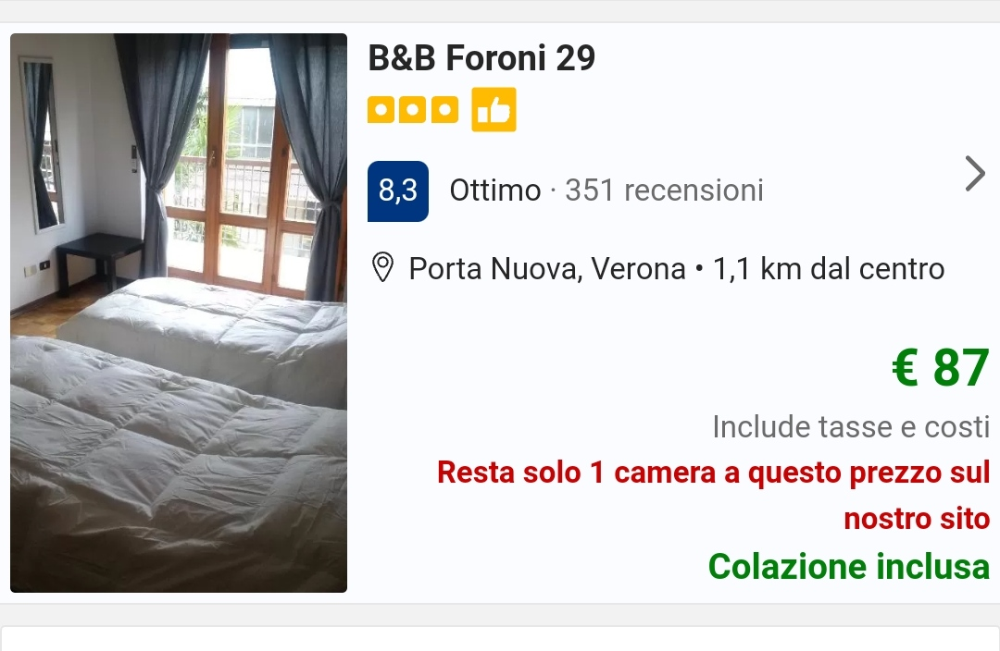 B&B Foroni 29
8,3 Ottimo · 351 recensioni
Porta Nuova, Verona • 1,1 km dal centro
€ 87
Include tasse e costi
Resta solo 1 camera a questo prezzo sul
nostro sito
Colazione inclusa